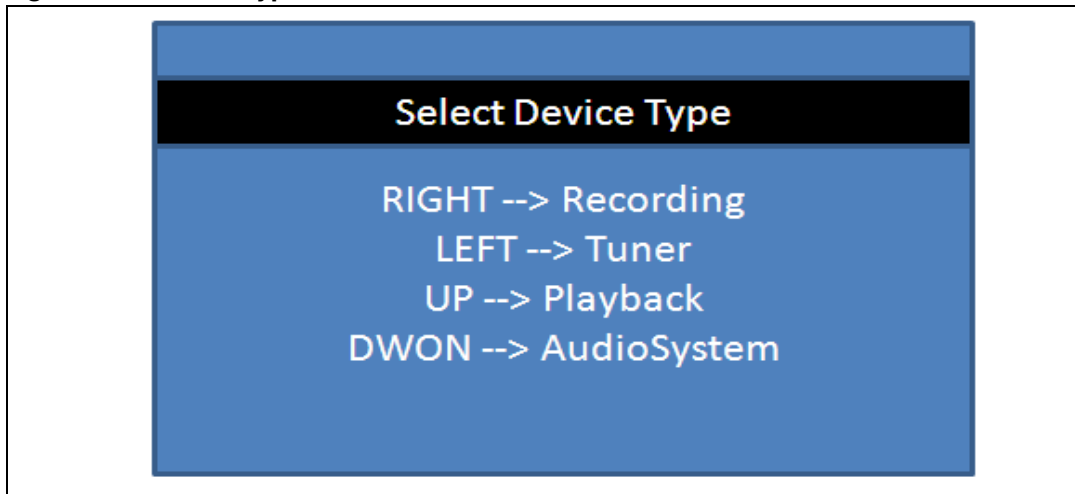 Select Device Type
RIGHT --> Recording
LEFT --> Tuner
UP --> Playback
DWON --> AudioSystem